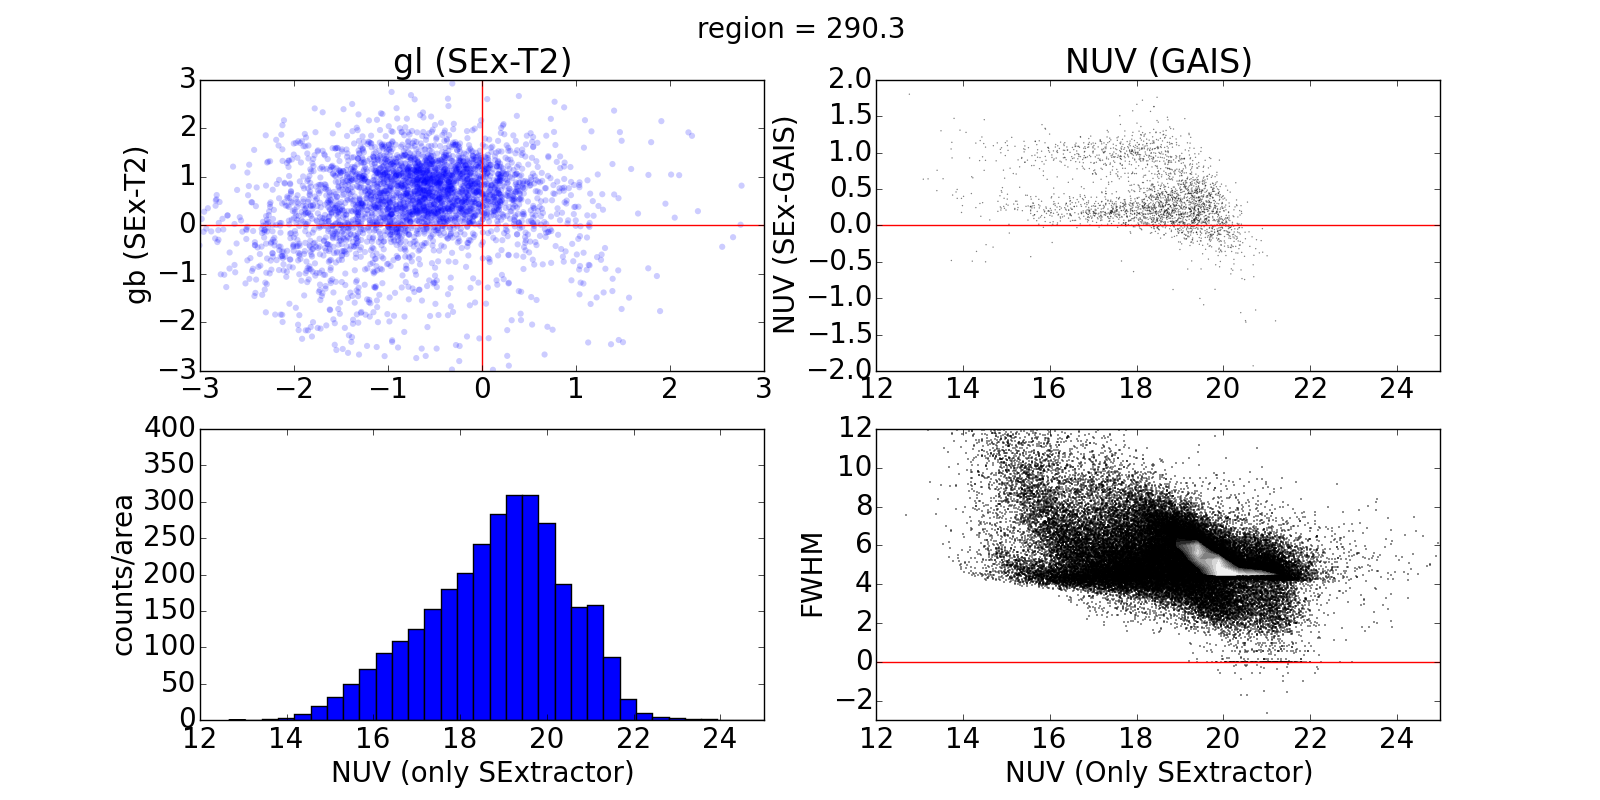 region = 290.3
gl (SEx-T2)
3
2
1
0
−1
−2
−3
gb (SEx-T2)
−3 −2 −1 0 1 2 3
NUV (GAIS)
2.0
1.5
1.0
0.5
0.0
−0.5
−1.0
−1.5
−2.0
NUV (SEx-GAIS)
12 14 16 18 20 22 24
400
350
300
250
200
150
100
50
0
counts/area
12 14 16 18 20 22 24
NUV (only SExtractor)
12
10
8
6
4
2
0
−2
FWHM
12 14 16 18 20 22 24
NUV (Only SExtractor)